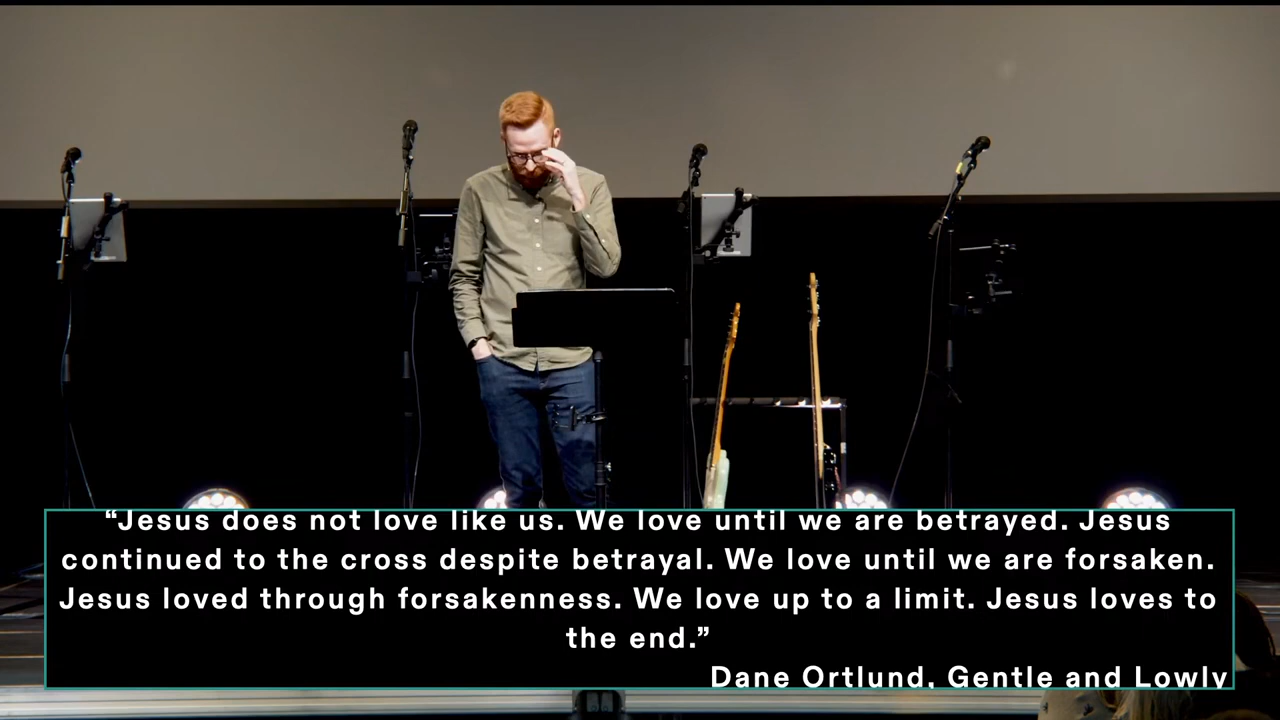 “Jesus does not love like us. We love until we are betrayed. Jesus
continued to the cross despite betrayal. We love until we are forsaken.
Jesus loved through forsakenness. We love up to a limit. Jesus loves to
the end.”
Dane Ortlund, Gentle and Lowly